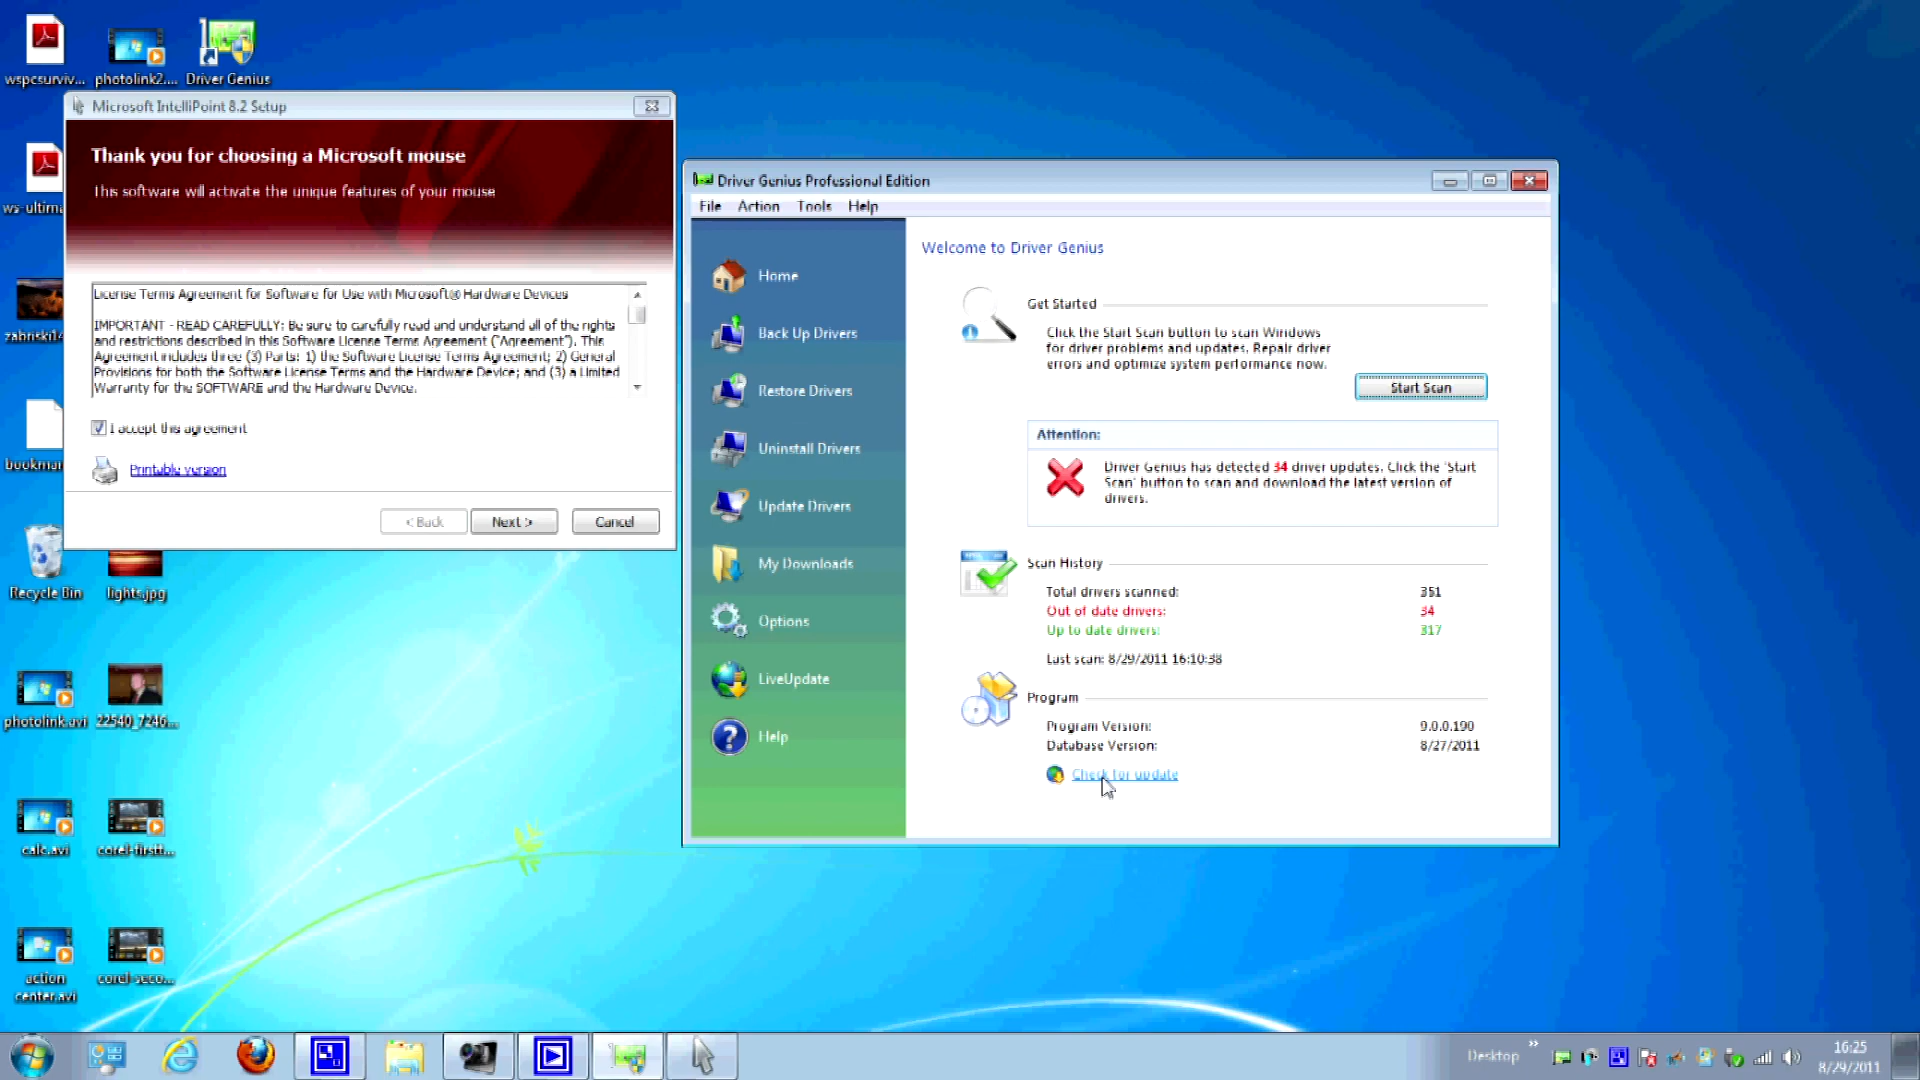 wspcsurviv...
photolink2....
Driver Genius
ws-ultima
zabriski14
bookmar
Recycle Bin
lights.jpg
photolink.avi
22540_7246...
calc.avi
corel-firstt...
action
center.avi
corel-seco...
Microsoft IntelliPoint 8.2 Setup
Thank you for choosing a Microsoft mouse
This software will activate the unique features of your mouse
License Terms Agreement for Software for Use with Microsoft® Hardware Devices
IMPORTANT - READ CAREFULLY: Be sure to carefully read and understand all of the rights
and restrictions described in this Software License Terms Agreement ("Agreement"). This
Agreement includes three (3) Parts: 1) the Software License Terms Agreement; 2) General
Provisions for both the Software License Terms and the Hardware Device; and (3) a Limited
Warranty for the SOFTWARE and the Hardware Device.
I accept this agreement
Printable version
< Back
Next >
Cancel
Driver Genius Professional Edition
File Action Tools Help
Home
Back Up Drivers
Restore Drivers
Uninstall Drivers
Update Drivers
My Downloads
Options
LiveUpdate
Help
Welcome to Driver Genius
Get Started
Click the Start Scan button to scan Windows
for driver problems and updates. Repair driver
errors and optimize system performance now.
Start Scan
Attention:
Driver Genius has detected 34 driver updates. Click the 'Start
Scan' button to scan and download the latest version of
drivers.
Scan History
Total drivers scanned: 351
Out of date drivers: 34
Up to date drivers: 317
Last scan: 8/29/2011 16:10:38
Program
Program Version: 9.0.0.190
Database Version: 8/27/2011
Check for update
Desktop
16:25
8/29/2011